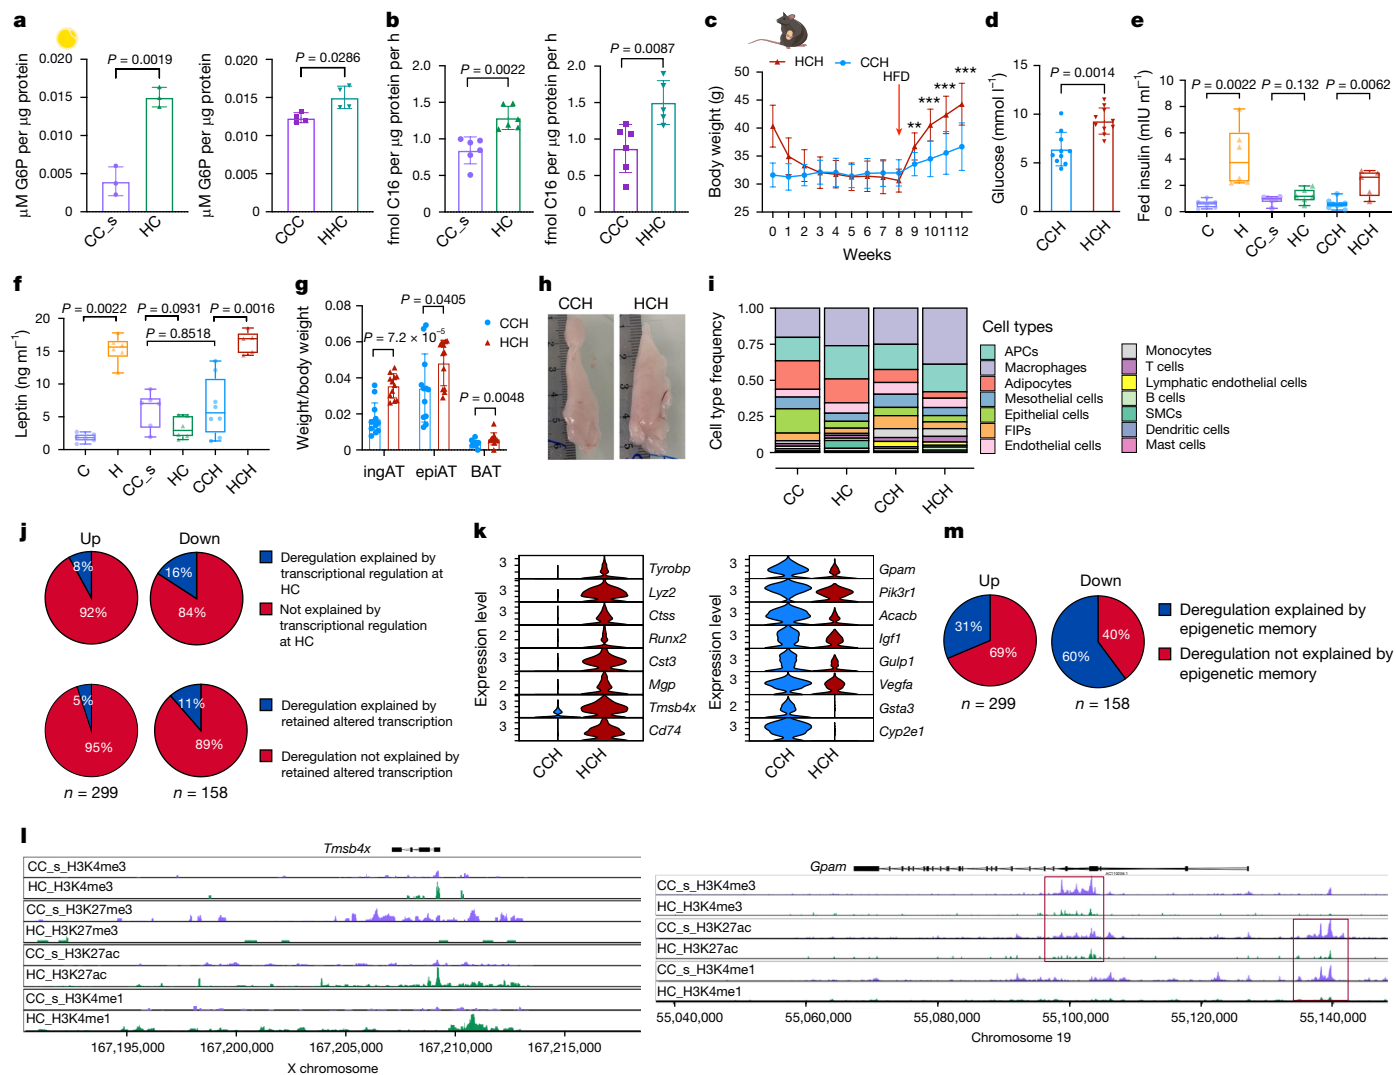 a
μM G6P per μg protein
0.020
0.015
0.010
0.005
0
P = 0.0019
CC_s
HC
μM G6P per μg protein
0.020
0.015
0.010
0.005
0
P = 0.0286
CCC
HHC
b
fmol C16 per μg protein per h
2.0
1.5
1.0
0.5
0
P = 0.0022
CC_s
HC
fmol C16 per μg protein per h
2.0
1.5
1.0
0.5
0
P = 0.0087
CCC
HHC
c
HCH
CCH
HFD
Body weight (g)
50
45
40
35
30
25
**
***
***
***
0 1 2 3 4 5 6 7 8 9 10 11 12
Weeks
d
Glucose (mmol l−1)
15
10
5
0
P = 0.0014
CCH
HCH
e
Fed insulin (mIU ml−1)
10
8
6
4
2
0
P = 0.0022
P = 0.132
P = 0.0062
C
H
CC_s
HC
CCH
HCH
f
Leptin (ng ml−1)
20
15
10
5
0
P = 0.0022
P = 0.0931
P = 0.0016
P = 0.8518
C
H
CC_s
HC
CCH
HCH
g
Weight/body weight
0.08
0.06
0.04
0.02
0
P = 0.0405
P = 7.2 × 10−5
P = 0.0048
CCH
HCH
ingAT
epiAT
BAT
h
CCH
HCH
i
Cell type frequency
1.00
0.75
0.50
0.25
0
CC
HC
CCH
HCH
Cell types
APCs
Macrophages
Adipocytes
Mesothelial cells
Epithelial cells
FIPs
Endothelial cells
Monocytes
T cells
Lymphatic endothelial cells
B cells
SMCs
Dendritic cells
Mast cells
j
Up
Down
8%
92%
16%
84%
Deregulation explained by
transcriptional regulation at
HC
Not explained by
transcriptional regulation
at HC
5%
95%
11%
89%
Deregulation explained by
retained altered transcription
Deregulation not explained by
retained altered transcription
n = 299
n = 158
k
Expression level
3
3
3
2
3
2
3
3
Tyrobp
Lyz2
Ctss
Runx2
Cst3
Mgp
Tmsb4x
Cd74
CCH
HCH
Expression level
3
3
3
3
3
3
2
3
Gpam
Pik3r1
Acacb
Igf1
Gulp1
Vegfa
Gsta3
Cyp2e1
CCH
HCH
m
Up
Down
31%
69%
40%
60%
Deregulation explained by
epigenetic memory
Deregulation not explained by
epigenetic memory
n = 299
n = 158
l
Tmsb4x
CC_s_H3K4me3
HC_H3K4me3
CC_s_H3K27me3
HC_H3K27me3
CC_s_H3K27ac
HC_H3K27ac
CC_s_H3K4me1
HC_H3K4me1
167,195,000
167,200,000
167,205,000
167,210,000
167,215,000
X chromosome
Gpam
CC_s_H3K4me3
HC_H3K4me3
CC_s_H3K27ac
HC_H3K27ac
CC_s_H3K4me1
HC_H3K4me1
55,040,000
55,060,000
55,080,000
55,100,000
55,120,000
55,140,000
Chromosome 19